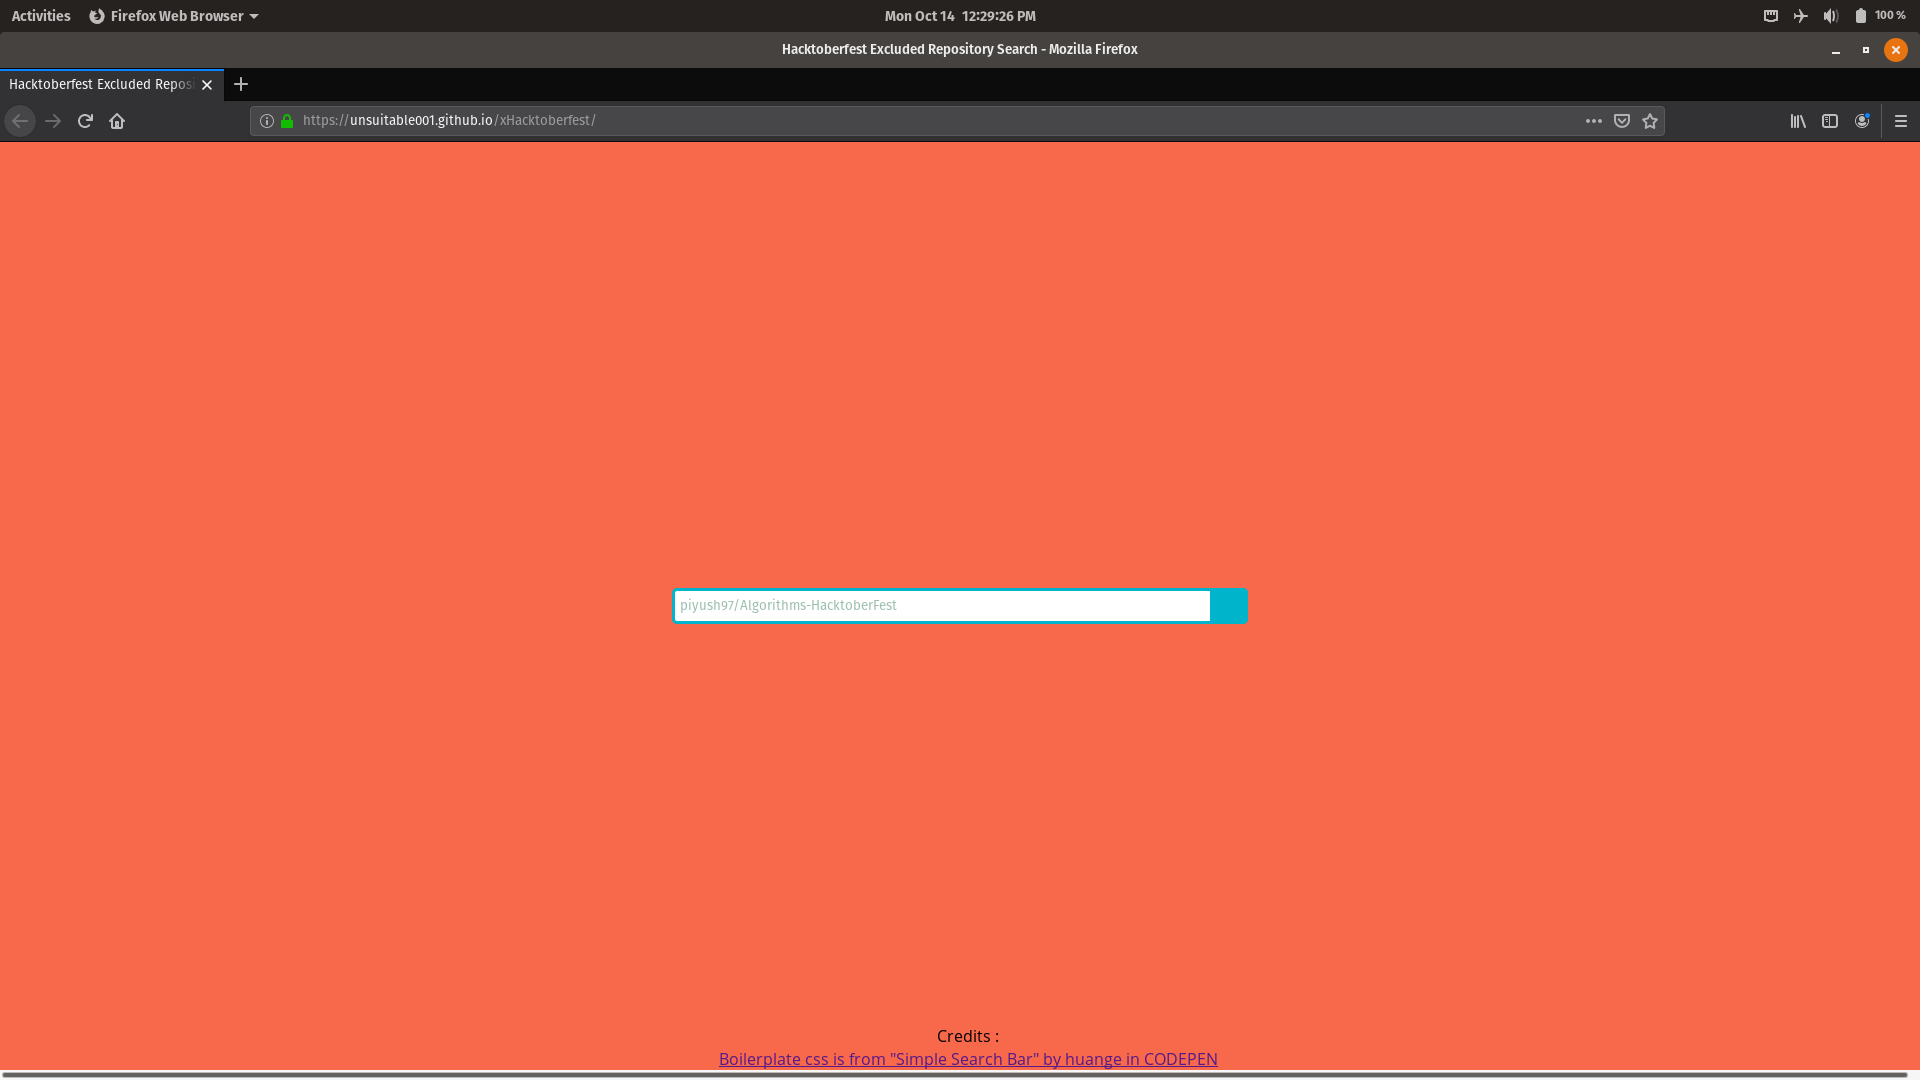 Activities Firefox Web Browser Mon Oct 14 12:29:26 PM 100 %
Hacktoberfest Excluded Repository Search - Mozilla Firefox
Hacktoberfest Excluded Reposi
https://unsuitable001.github.io/xHacktoberfest/
piyush97/Algorithms-HacktoberFest
Credits :
Boilerplate css is from "Simple Search Bar" by huange in CODEPEN